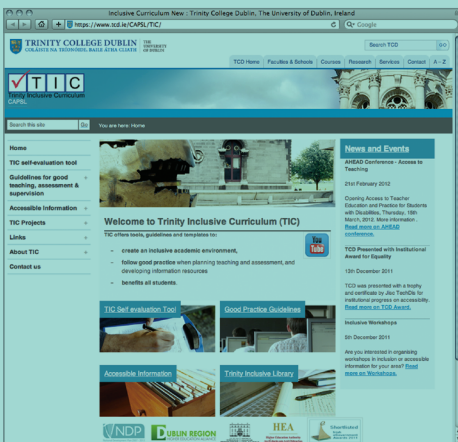 Inclusive Curriculum New : Trinity College Dublin, The University of Dublin, Ireland
https://www.tcd.ie/CAPSL/TIC/
Google
TRINITY COLLEGE DUBLIN
COLÁISTE NA TRÍONÓIDE, BAILE ÁTHA CLIATH
THE
UNIVERSITY
OF DUBLIN
Search TCD
GO
TCD Home
Faculties & Schools
Courses
Research
Services
Contact
A - Z
TIC
Trinity Inclusive Curriculum
CAPSL
Search this site
Go
You are here: Home
Home
TIC self-evaluation tool
Guidelines for good
teaching, assessment &
supervision
+
Accessible Information
+
TIC Projects
+
Links
+
About TIC
+
Contact us
Welcome to Trinity Inclusive Curriculum (TIC)
TIC offers tools, guidelines and templates to:
– create an inclusive academic environment,
– follow good practice when planning teaching and assessment, and
developing information resources
– benefits all students.
You
Tube
TIC Self evaluation Tool
Good Practice Guidelines
Accessible Information
Trinity Inclusive Library
News and Events
AHEAD Conference - Access to
Teaching
21st February 2012
Opening Access to Teacher
Education and Practice for Students
with Disabilities, Thursday, 15th
March, 2012. More information .
Read more on AHEAD
conference.
TCD Presented with Institutional
Award for Equality
13th December 2011
TCD was presented with a trophy
and certificate by Jisc TechDis for
institutional progress on accessibility.
Read more on TCD Award.
Inclusive Workshops
5th December 2011
Are you interested in organising
workshops in inclusion or accessible
information for your area? Read
more on Workshops.
NDP
DUBLIN REGION
HEA